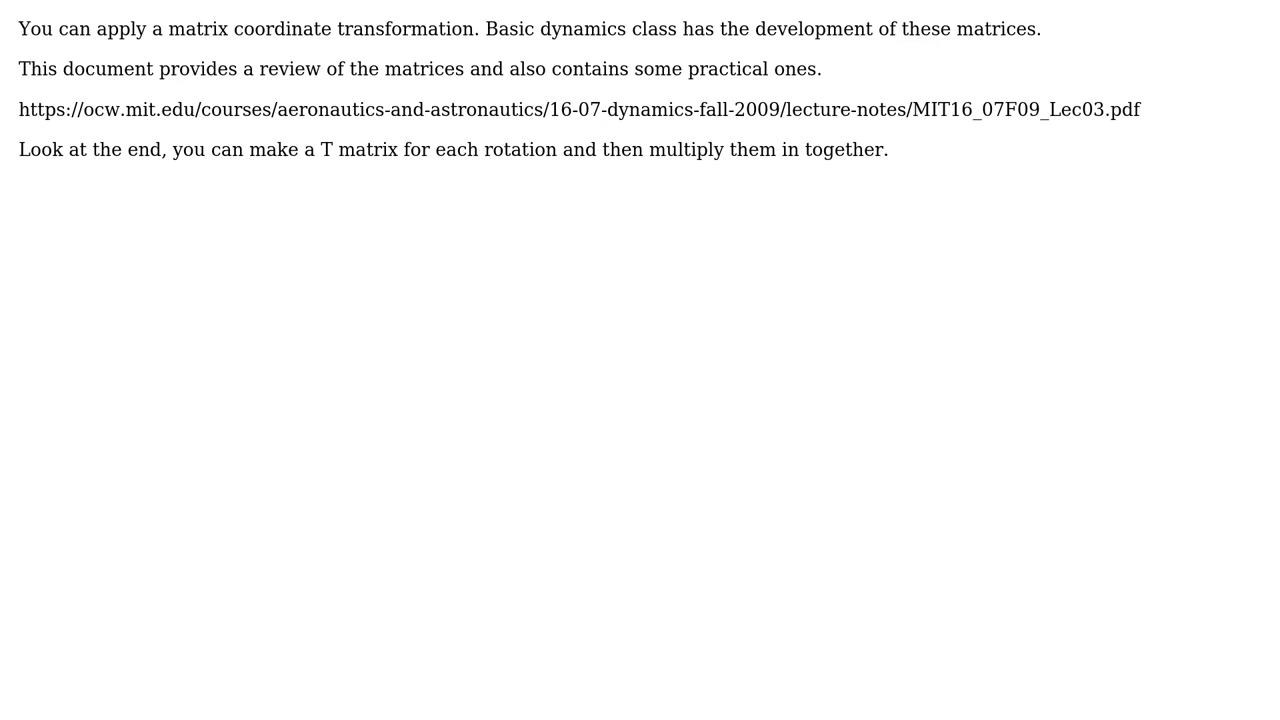 You can apply a matrix coordinate transformation. Basic dynamics class has the development of these matrices.
This document provides a review of the matrices and also contains some practical ones.
https://ocw.mit.edu/courses/aeronautics-and-astronautics/16-07-dynamics-fall-2009/lecture-notes/MIT16_07F09_Lec03.pdf
Look at the end, you can make a T matrix for each rotation and then multiply them in together.